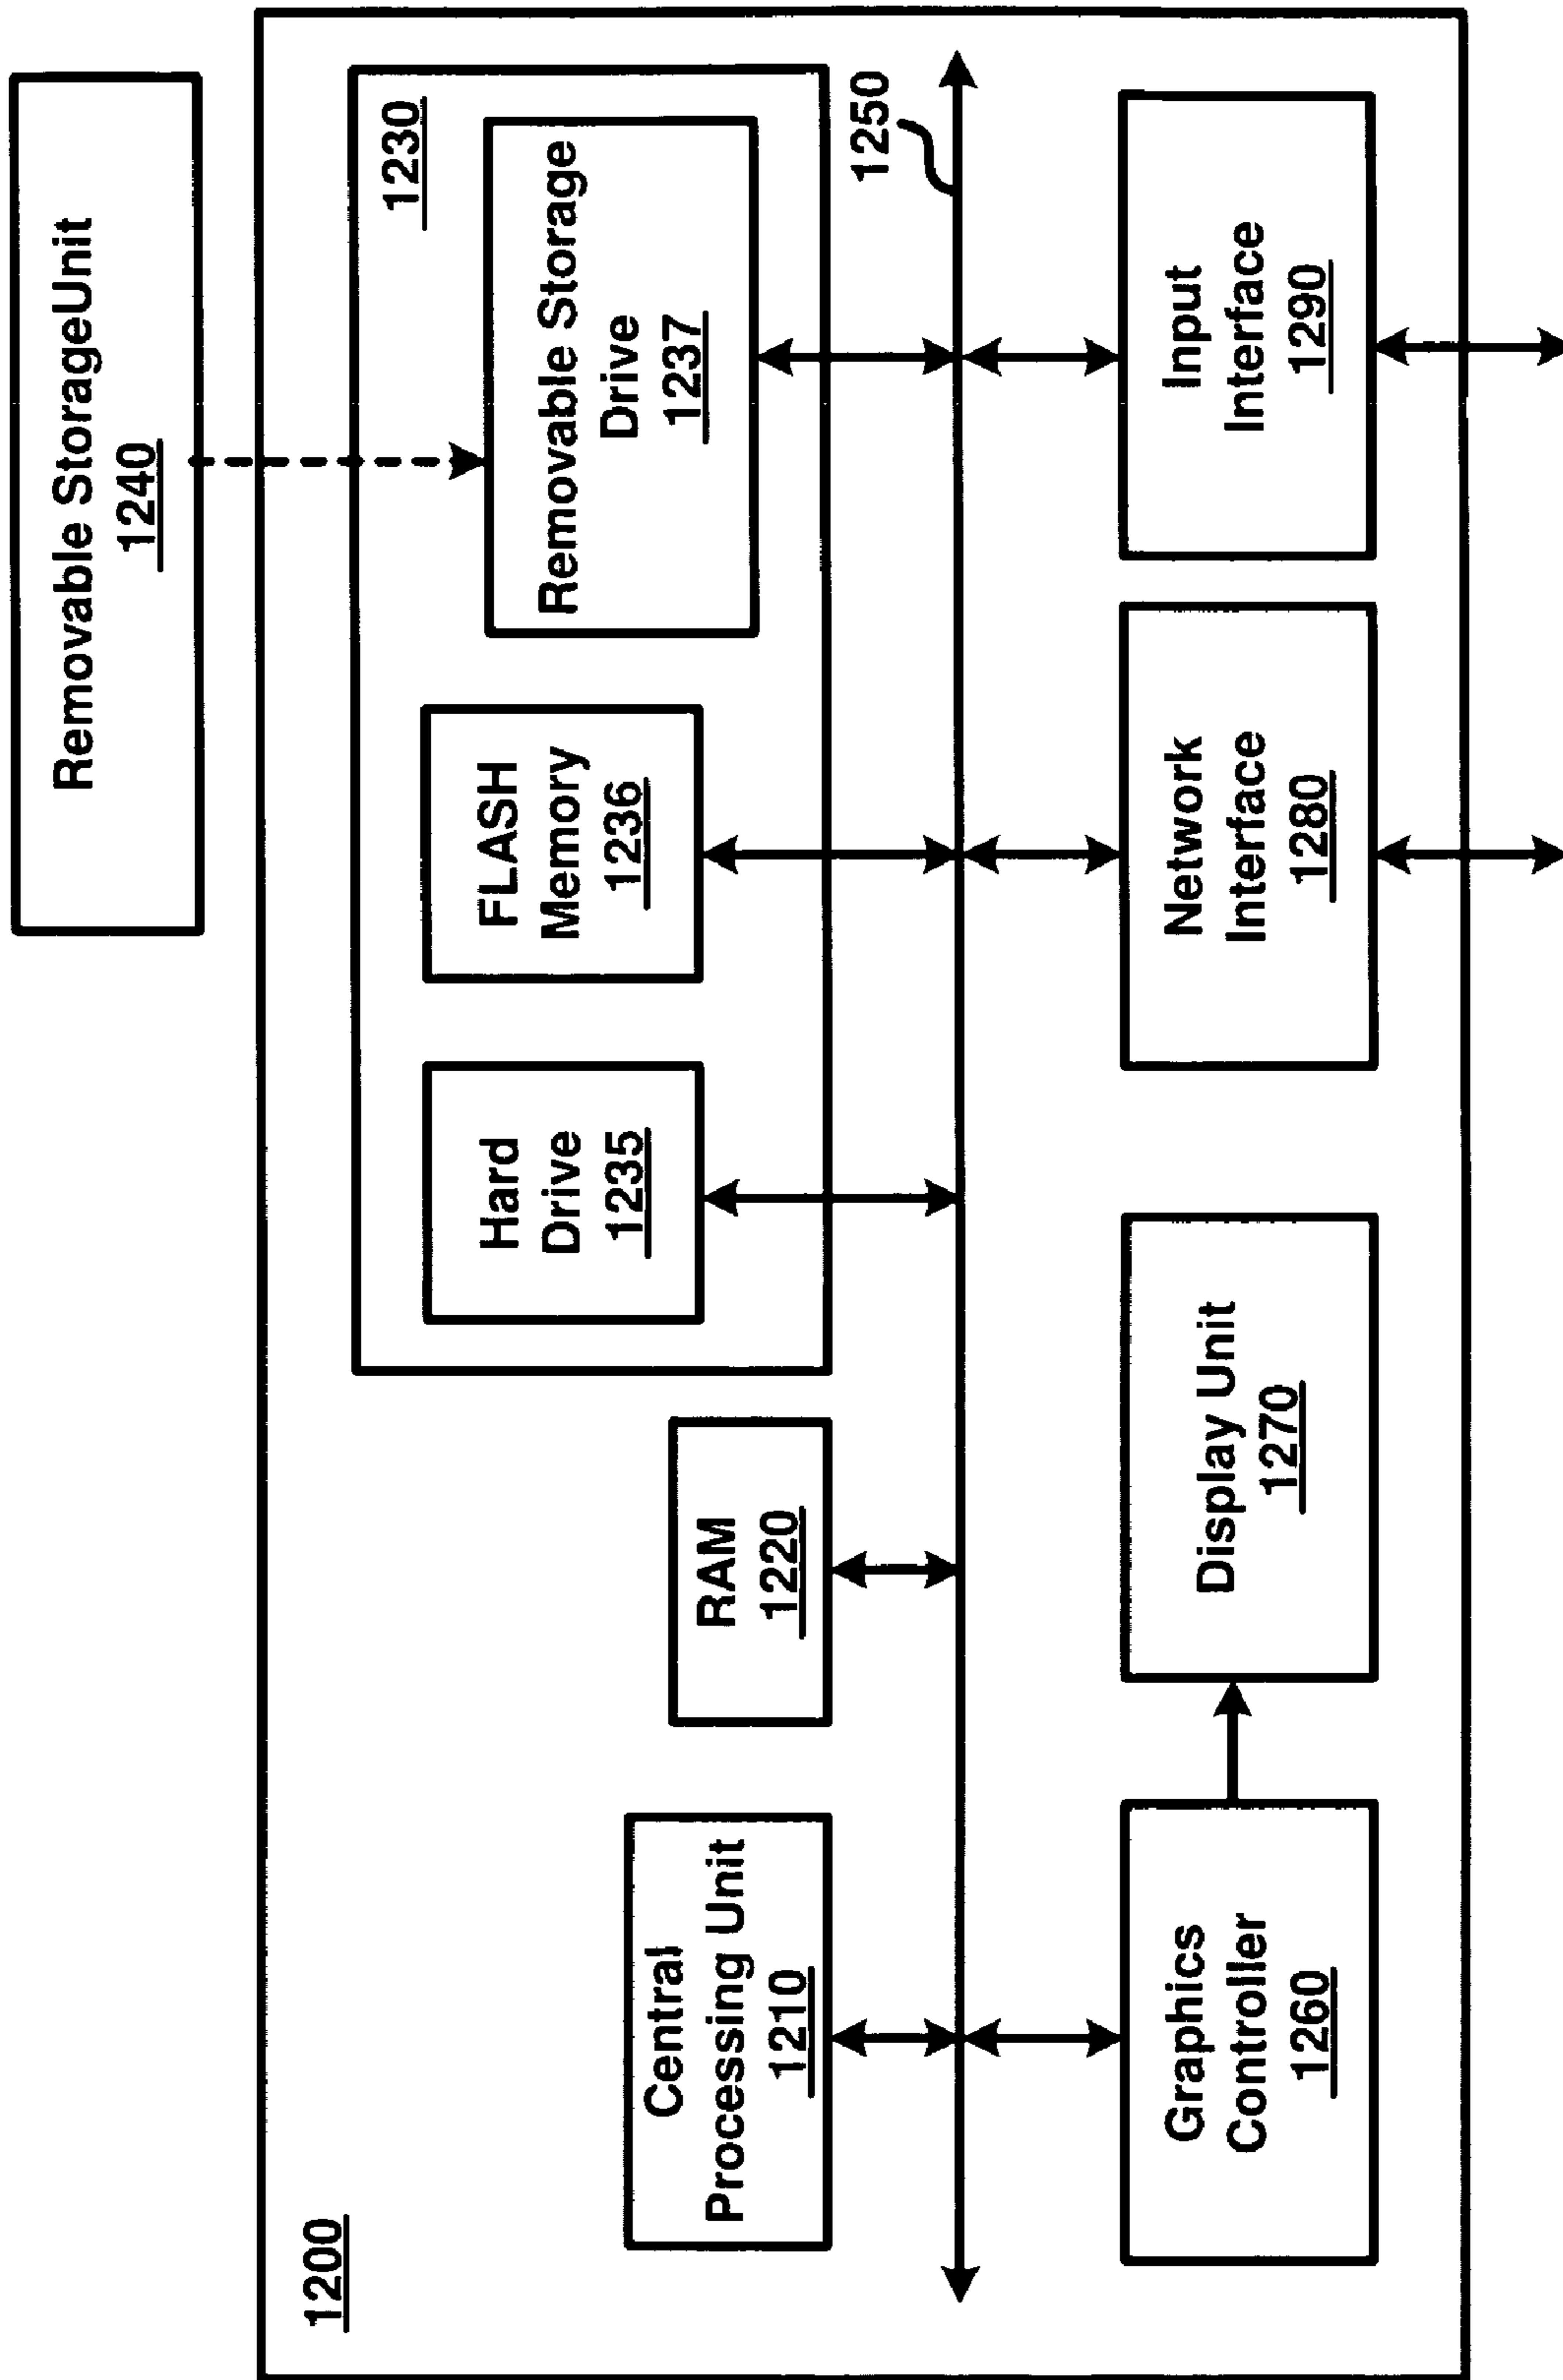 Removable StorageUnit
1240
1200
1230
Central
Processing Unit
1210
RAM
1220
Hard
Drive
1235
FLASH
Memory
1236
Removable Storage
Drive
1237
1250
Graphics
Controller
1260
Display Unit
1270
Network
Interface
1280
Input
Interface
1290